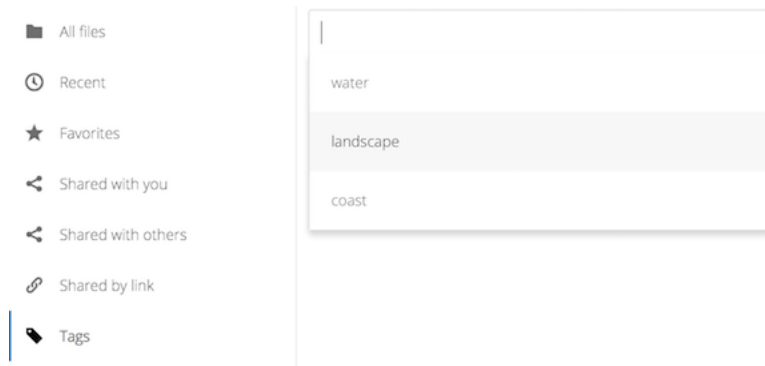 All files
Recent
Favorites
Shared with you
Shared with others
Shared by link
Tags
water
landscape
coast